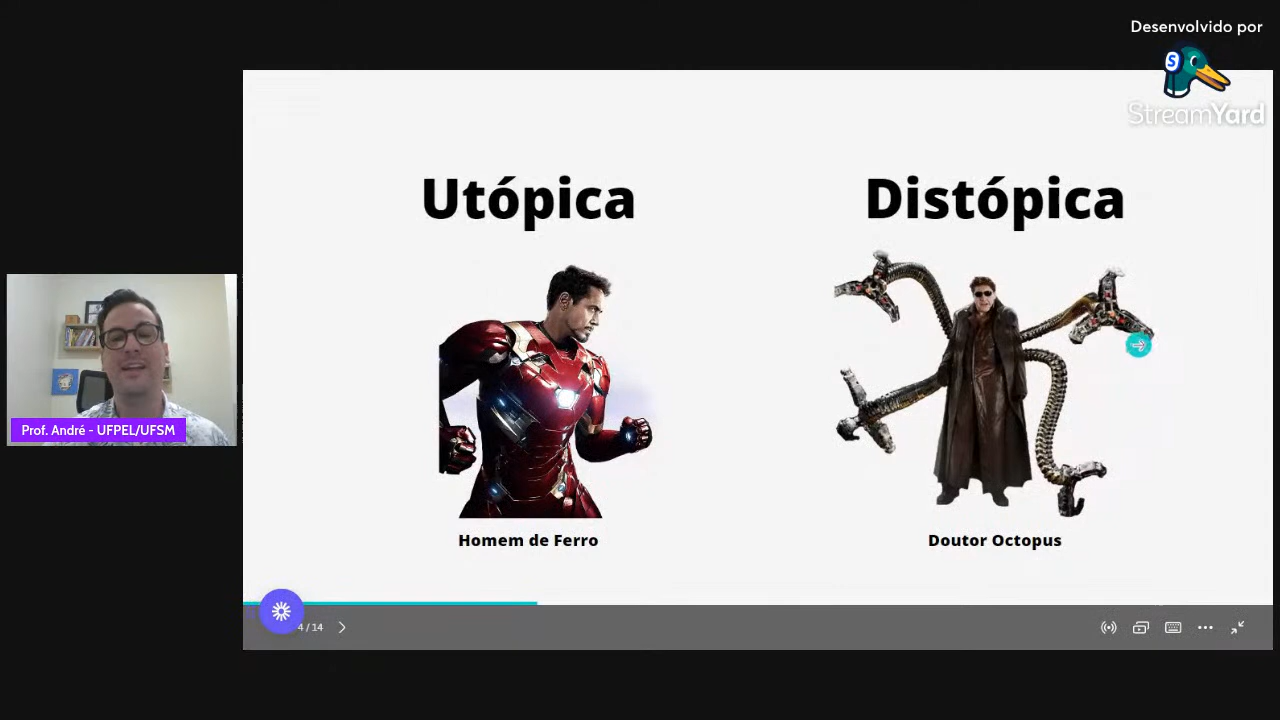 Desenvolvido por
S
StreamYard
Utópica
Distópica
Prof. André - UFPEL/UFSM
Homem de Ferro
Doutor Octopus
4 / 14